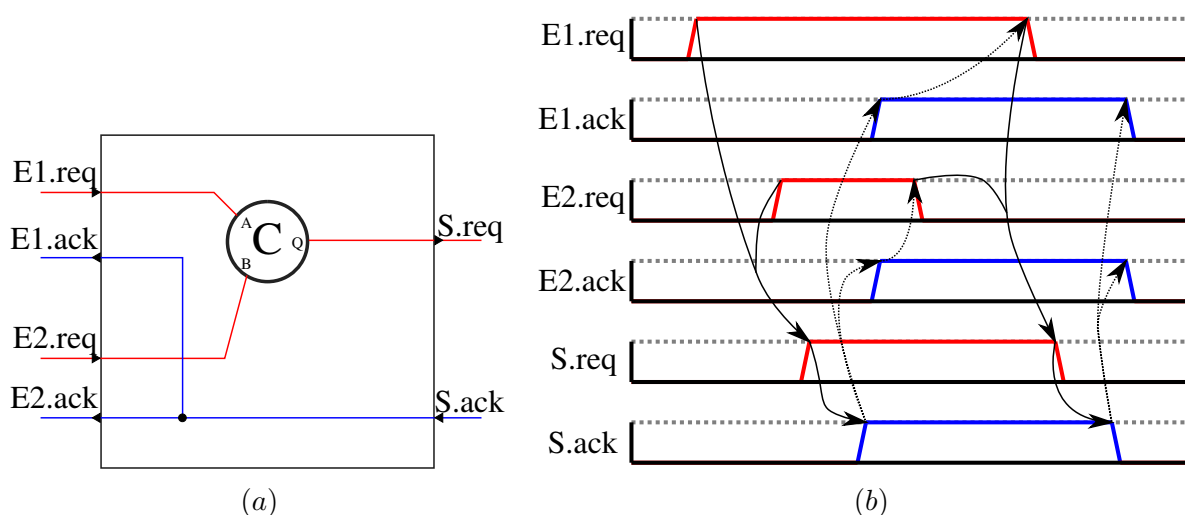 E1.req
E1.ack
E2.req
E2.ack
A
B
C
Q
S.req
S.ack
(a)
E1.req
E1.ack
E2.req
E2.ack
S.req
S.ack
(b)